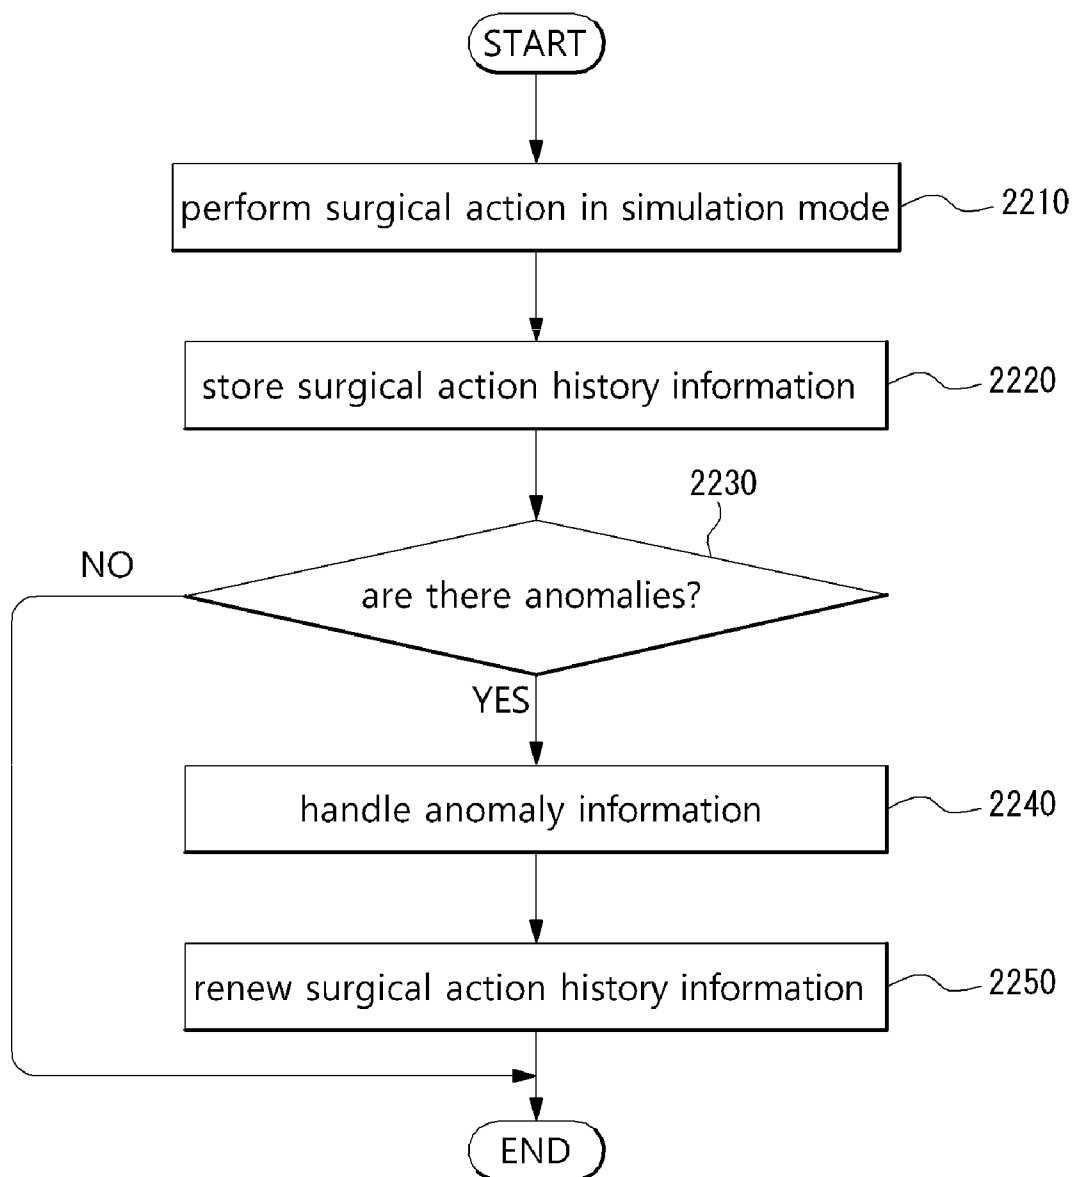 START
perform surgical action in simulation mode
2210
store surgical action history information
2220
2230
NO
are there anomalies?
YES
handle anomaly information
2240
renew surgical action history information
2250
END